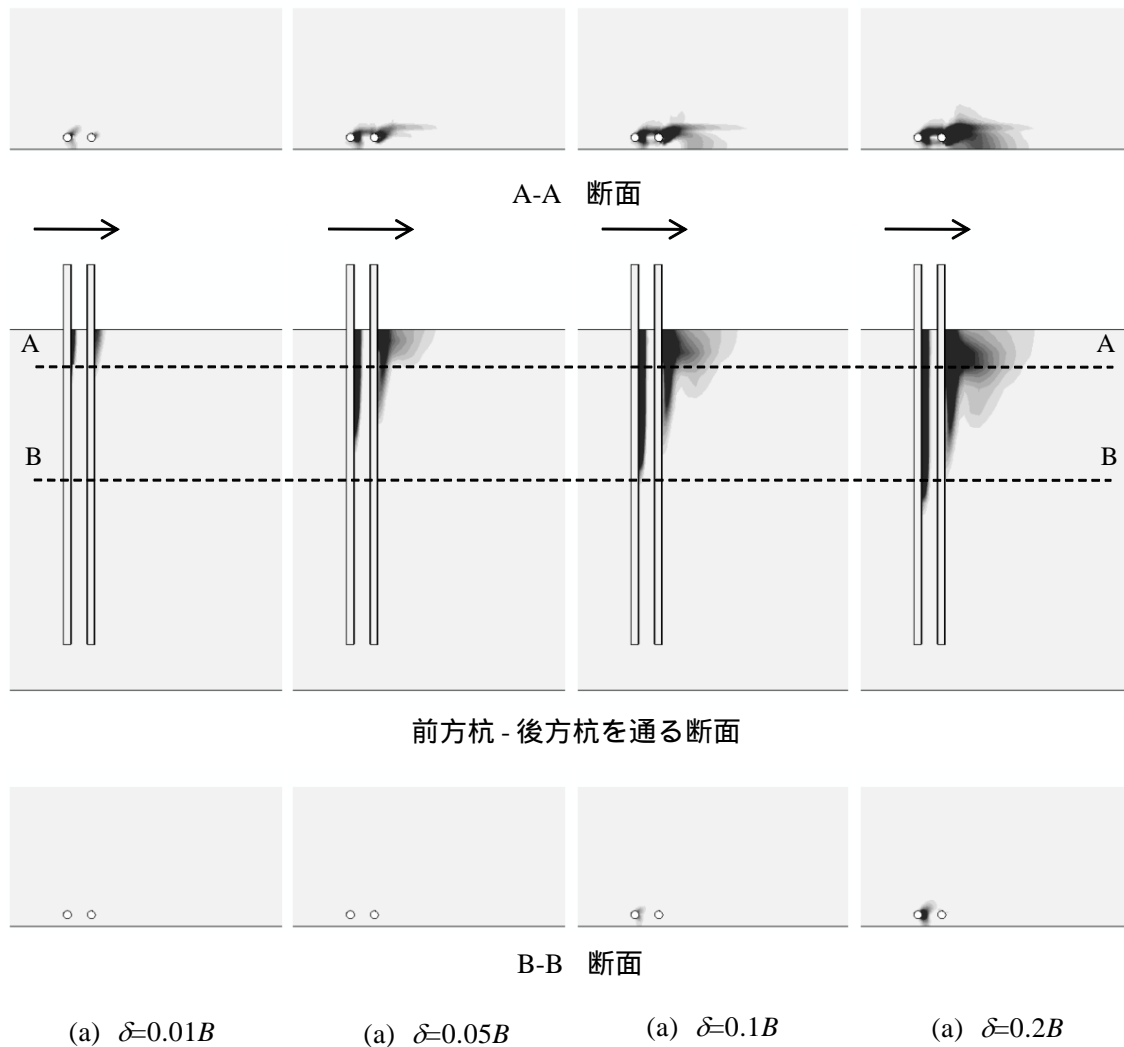 A-A 断面
A A
B B
前方杭 - 後方杭を通る断面
B-B 断面
(a) δ=0.01B (a) δ=0.05B (a) δ=0.1B (a) δ=0.2B